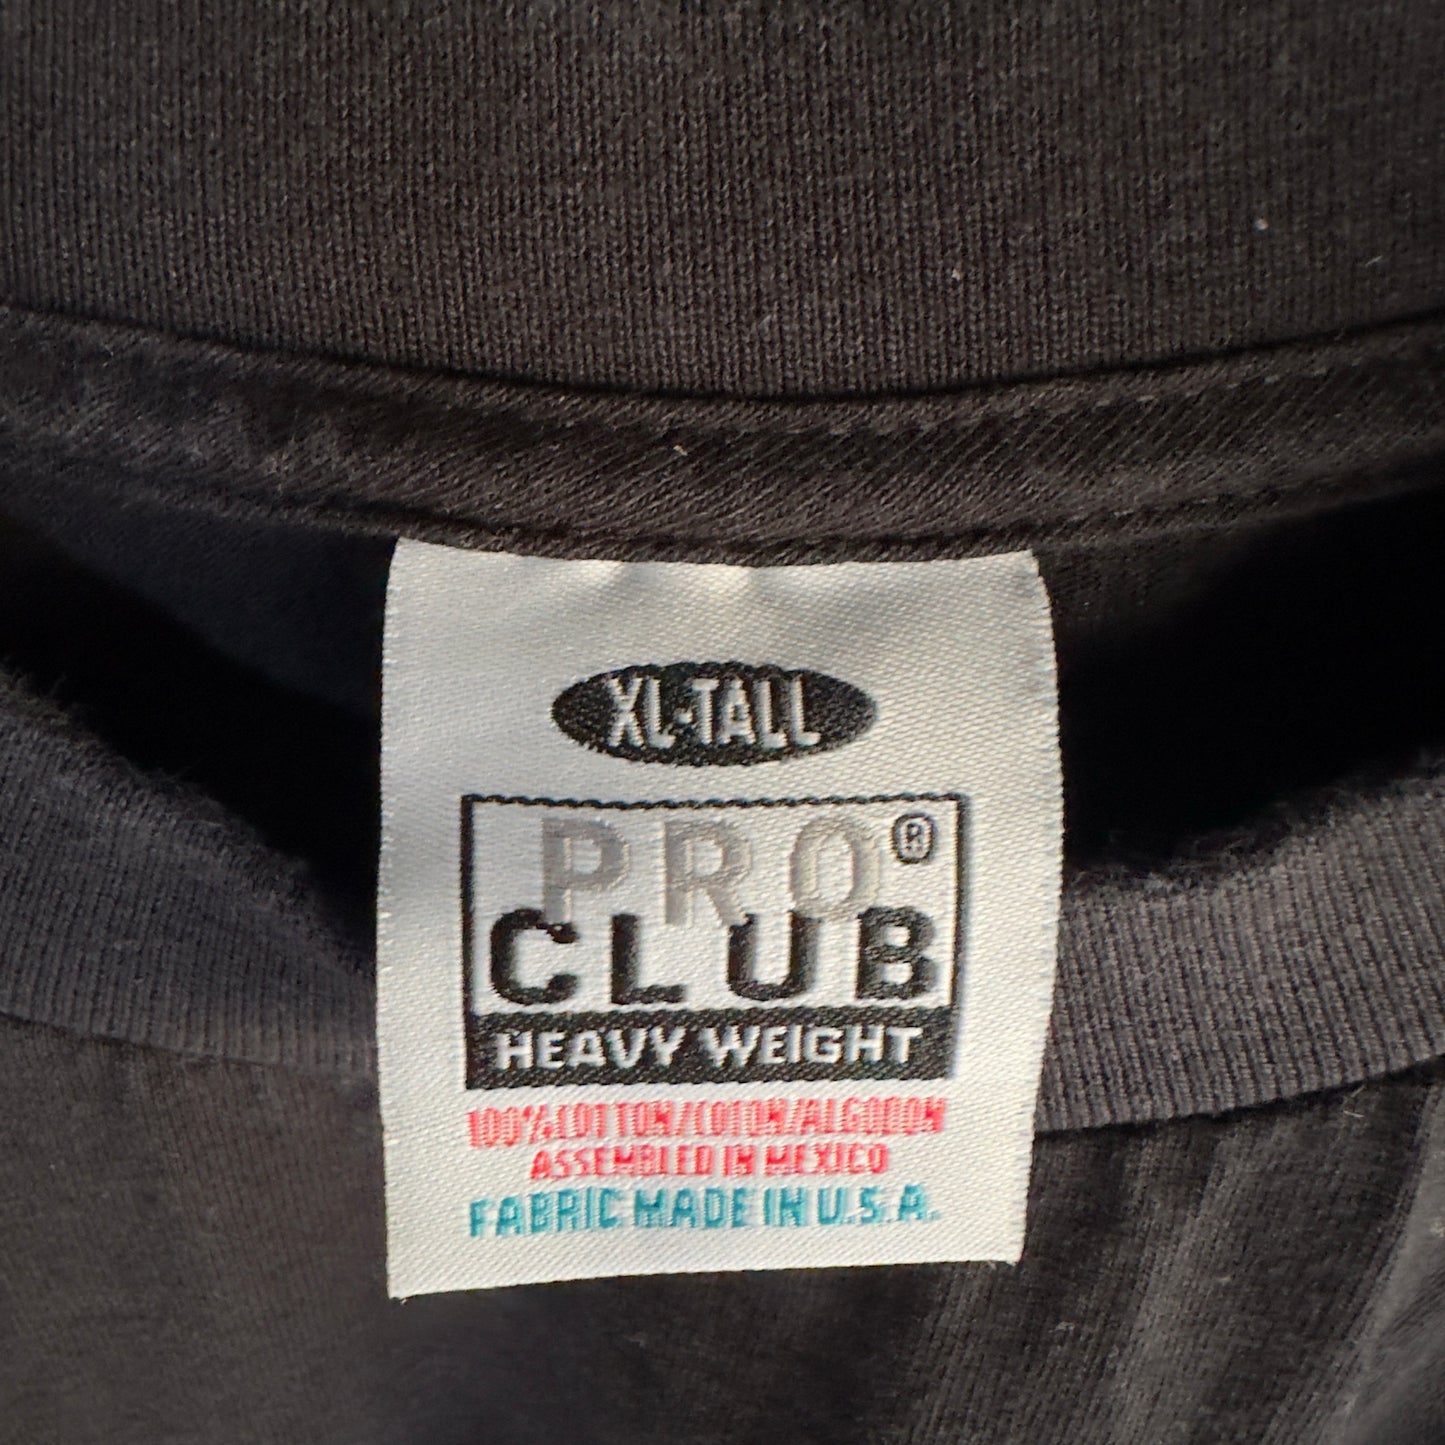 XL-TALL
PRO®
CLUB
HEAVY WEIGHT
100% COTTON/COTON/ALGODON
ASSEMBLED IN MEXICO
FABRIC MADE IN U.S.A.